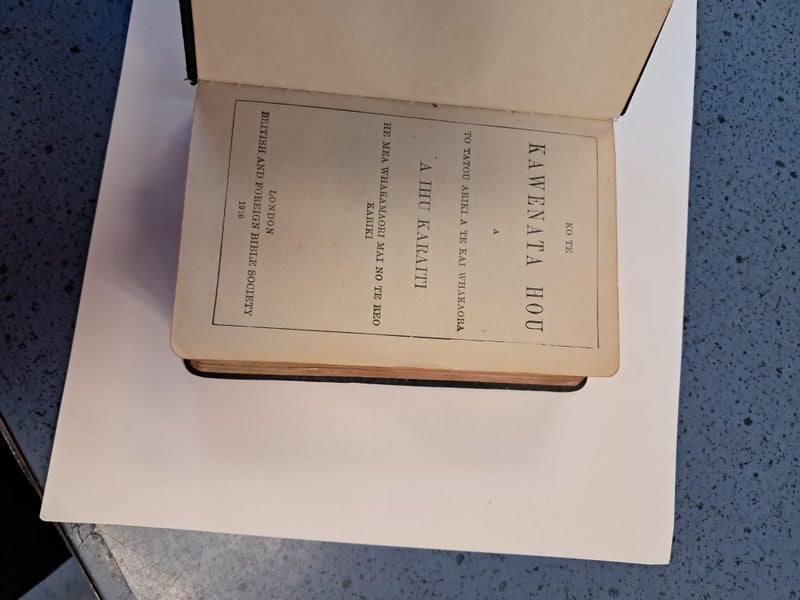 KO TE
KAWENATA HOU
A
TO TATOU ARIKI A TE KAI WHAKAORA
A IHU KARAITI
HE MEA WHAKAMAORI MAI NO TE REO
KARIKI
LONDON
BRITISH AND FOREIGN BIBLE SOCIETY
1916